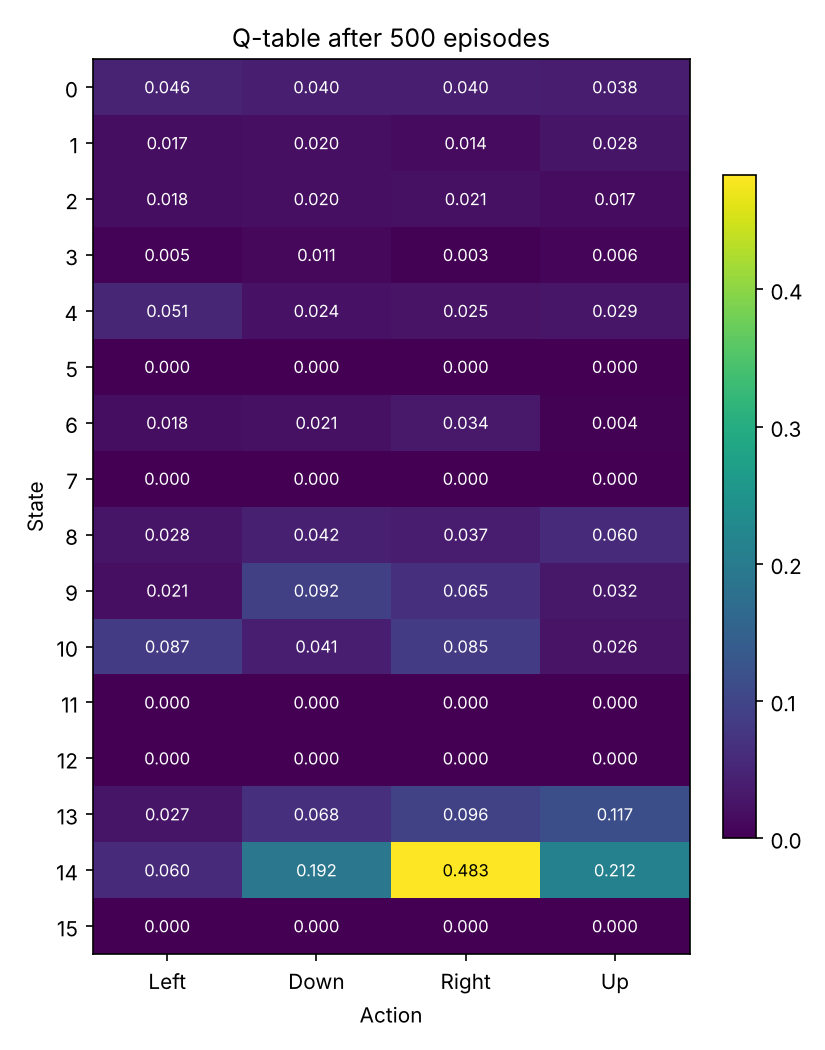 Q-table after 500 episodes
0 0.046 0.040 0.040 0.038
1 0.017 0.020 0.014 0.028
2 0.018 0.020 0.021 0.017
3 0.005 0.011 0.003 0.006
4 0.051 0.024 0.025 0.029
5 0.000 0.000 0.000 0.000
6 0.018 0.021 0.034 0.004
7 0.000 0.000 0.000 0.000
8 0.028 0.042 0.037 0.060
9 0.021 0.092 0.065 0.032
10 0.087 0.041 0.085 0.026
11 0.000 0.000 0.000 0.000
12 0.000 0.000 0.000 0.000
13 0.027 0.068 0.096 0.117
14 0.060 0.192 0.483 0.212
15 0.000 0.000 0.000 0.000
State
Left Down Right Up
Action
0.4
0.3
0.2
0.1
0.0